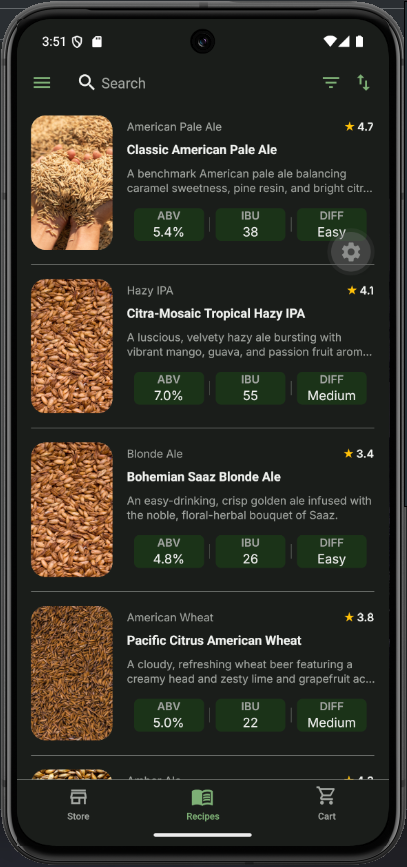 3:51
Search
American Pale Ale
★ 4.7
Classic American Pale Ale
A benchmark American pale ale balancing
caramel sweetness, pine resin, and bright citr...
ABV
IBU
DIFF
5.4%
38
Easy
Hazy IPA
★ 4.1
Citra-Mosaic Tropical Hazy IPA
A luscious, velvety hazy ale bursting with
vibrant mango, guava, and passion fruit arom...
ABV
IBU
DIFF
7.0%
55
Medium
Blonde Ale
★ 3.4
Bohemian Saaz Blonde Ale
An easy-drinking, crisp golden ale infused with
the noble, floral-herbal bouquet of Saaz.
ABV
IBU
DIFF
4.8%
26
Easy
American Wheat
★ 3.8
Pacific Citrus American Wheat
A cloudy, refreshing wheat beer featuring a
creamy head and zesty lime and grapefruit ac...
ABV
IBU
DIFF
5.0%
22
Medium
Amber Ale
Store
Recipes
Cart